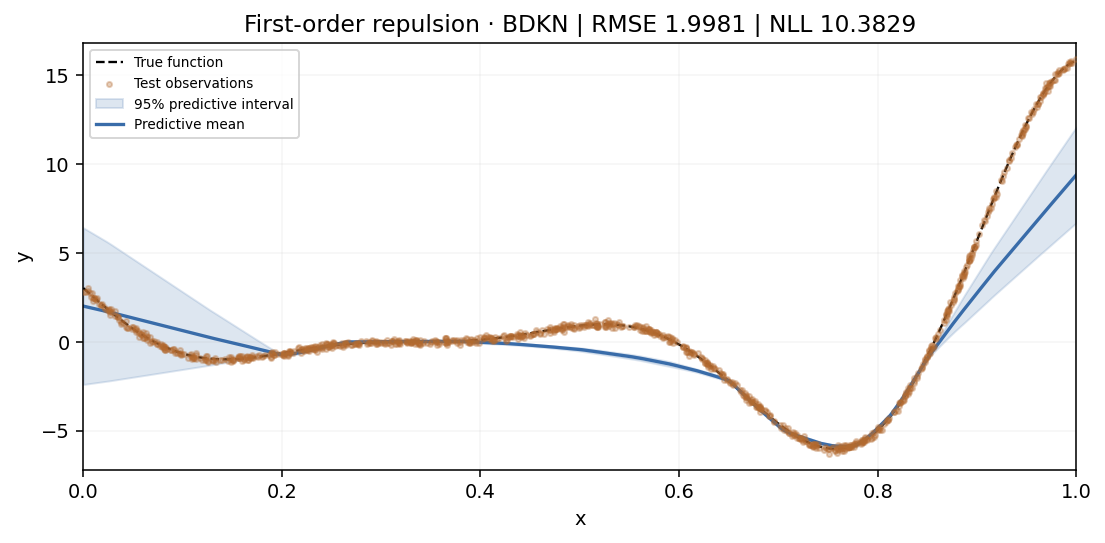 First-order repulsion · BDKN | RMSE 1.9981 | NLL 10.3829
True function
Test observations
95% predictive interval
Predictive mean
y
15
10
5
0
−5
0.0 0.2 0.4 0.6 0.8 1.0
x